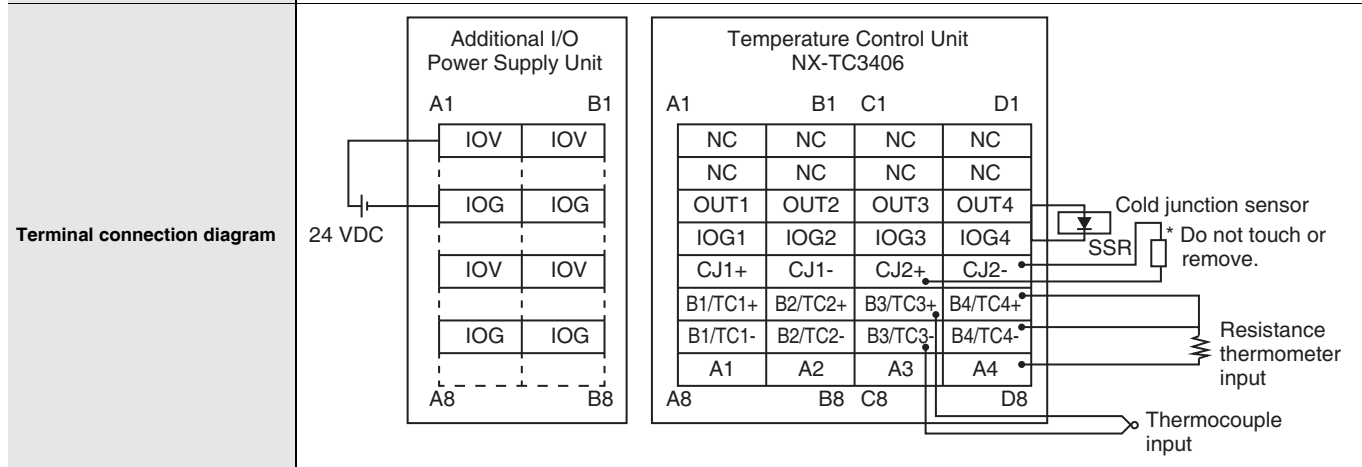 Terminal connection diagram
24 VDC
Additional I/O
Power Supply Unit
A1 B1
IOV IOV
IOG IOG
IOV IOV
IOG IOG
A8 B8
Temperature Control Unit
NX-TC3406
A1 B1 C1 D1
NC NC NC NC
NC NC NC NC
OUT1 OUT2 OUT3 OUT4
IOG1 IOG2 IOG3 IOG4
CJ1+ CJ1- CJ2+ CJ2-
B1/TC1+ B2/TC2+ B3/TC3+ B4/TC4+
B1/TC1- B2/TC2- B3/TC3- B4/TC4-
A1 A2 A3 A4
A8 B8 C8 D8
SSR
Cold junction sensor
* Do not touch or
remove.
Resistance
thermometer
input
Thermocouple
input